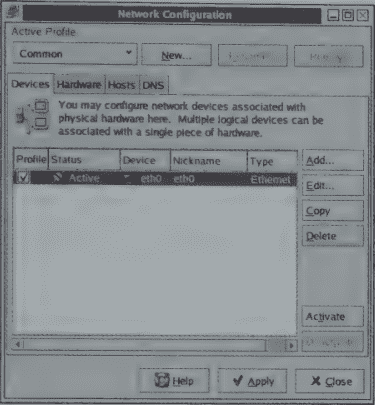 Network Configuration
Active Profile
Common
New...
Devices Hardware Hosts DNS
You may configure network devices associated with
physical hardware here. Multiple logical devices can be
associated with a single piece of hardware.
Profile Status Device Nickname Type
Active eth0 eth0 Ethernet
Add...
Edit...
Copy
Delete
Activate
Help Apply Close